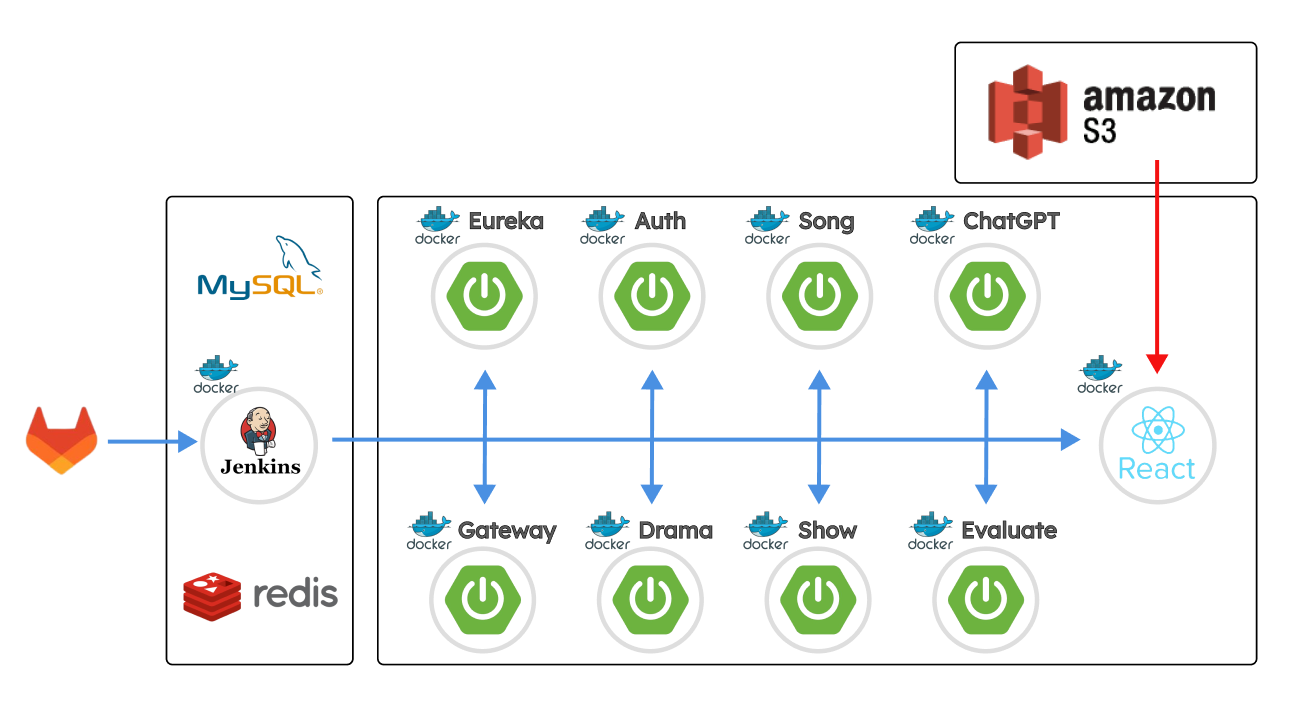 amazon
S3
docker
Eureka
docker
Auth
docker
Song
docker
ChatGPT
MySQL®
docker
Jenkins
docker
React
docker
Gateway
docker
Drama
docker
Show
docker
Evaluate
redis